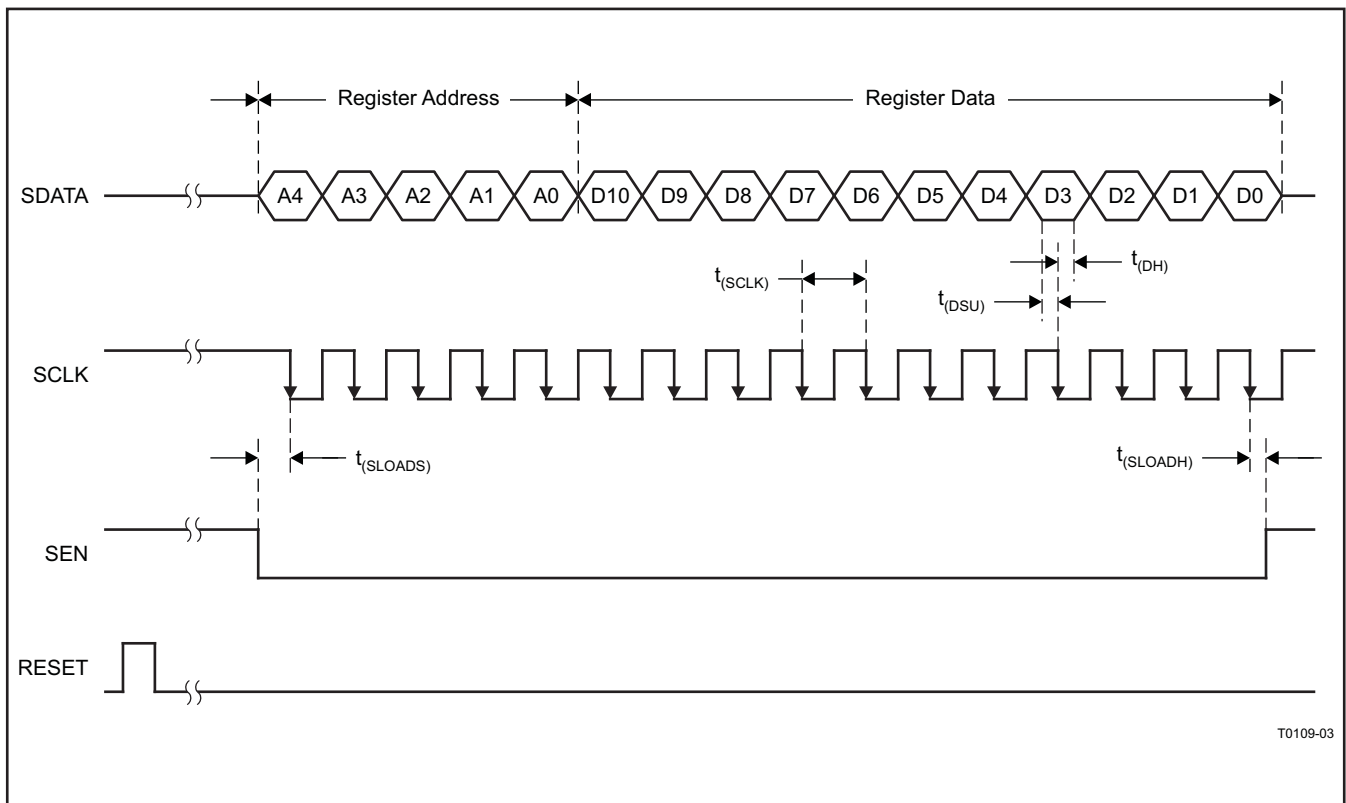 Register Address
Register Data
SDATA
A4 A3 A2 A1 A0 D10 D9 D8 D7 D6 D5 D4 D3 D2 D1 D0
t(DH)
t(SCLK)
t(DSU)
SCLK
t(SLOADS)
t(SLOADH)
SEN
RESET
T0109-03